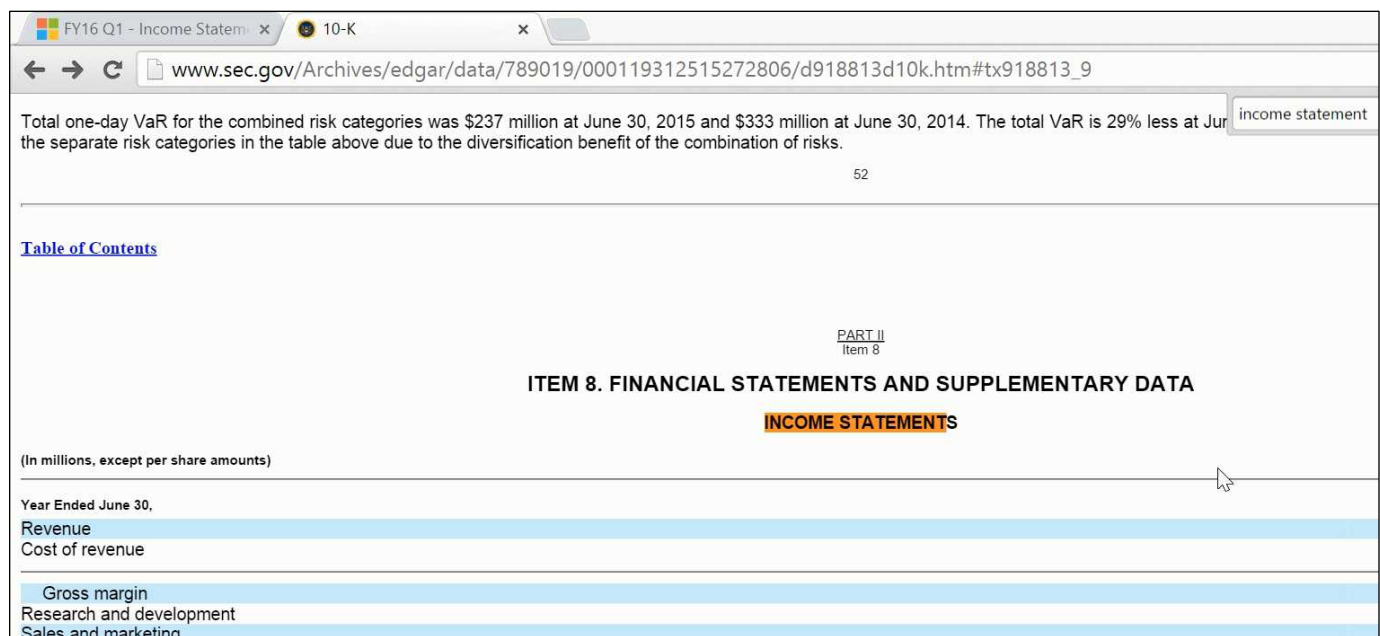 FY16 Q1 - Income Statem
10-K
www.sec.gov/Archives/edgar/data/789019/000119312515272806/d918813d10k.htm#tx918813_9
income statement
Total one-day VaR for the combined risk categories was $237 million at June 30, 2015 and $333 million at June 30, 2014. The total VaR is 29% less at Jur
the separate risk categories in the table above due to the diversification benefit of the combination of risks.
52
Table of Contents
PART II
Item 8
ITEM 8. FINANCIAL STATEMENTS AND SUPPLEMENTARY DATA
INCOME STATEMENTS
(In millions, except per share amounts)
Year Ended June 30,
Revenue
Cost of revenue
Gross margin
Research and development
Sales and marketing